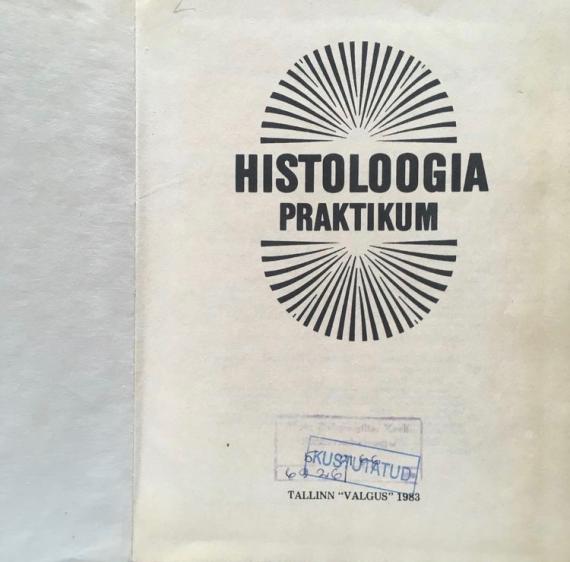 HISTOLOOGIA
PRAKTIKUM
KUSTUTATUD
TALLINN "VALGUS" 1983